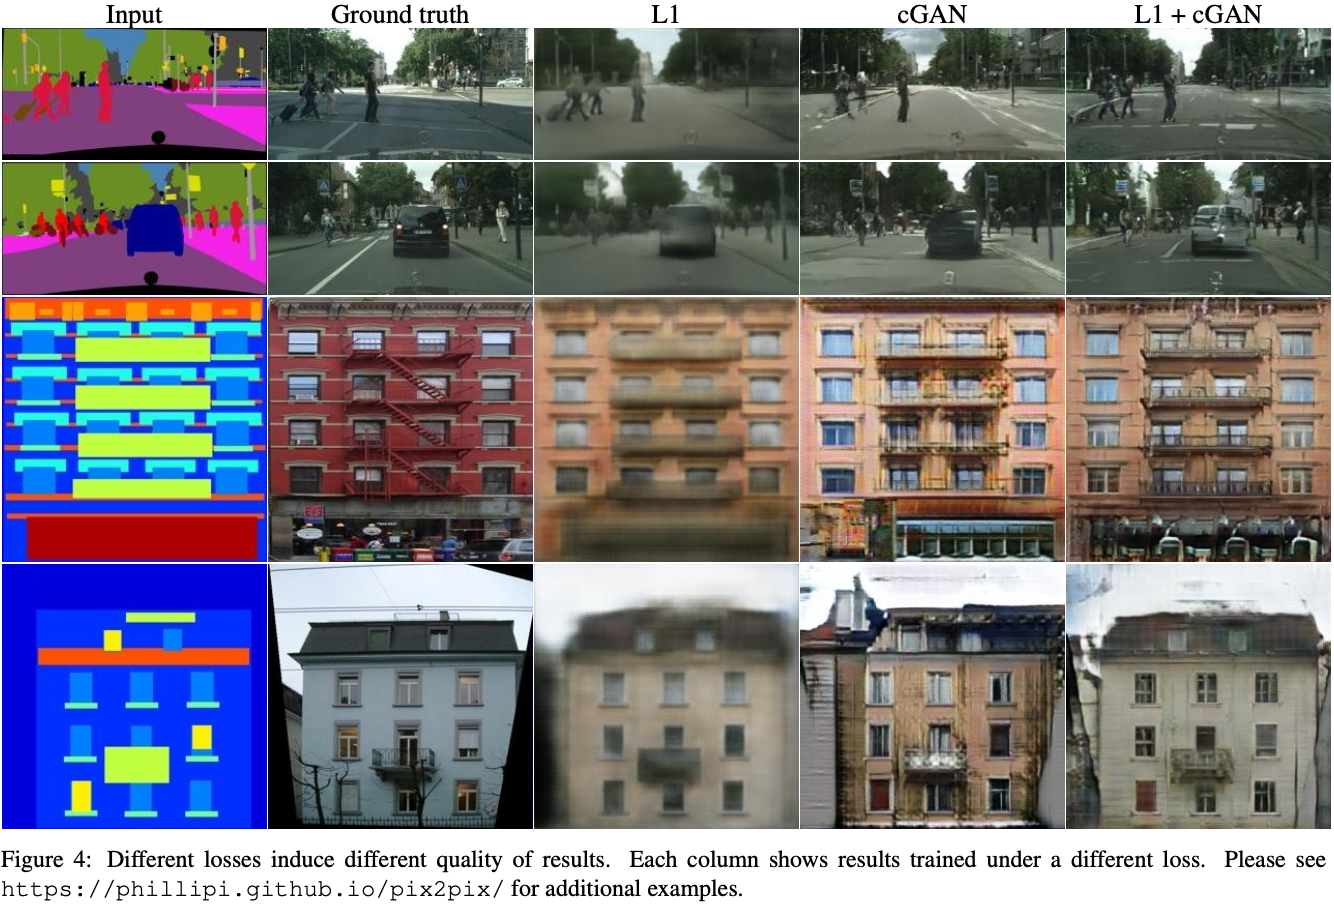 Input Ground truth L1 cGAN L1 + cGAN
Figure 4: Different losses induce different quality of results. Each column shows results trained under a different loss. Please see
https://phillipi.github.io/pix2pix/ for additional examples.